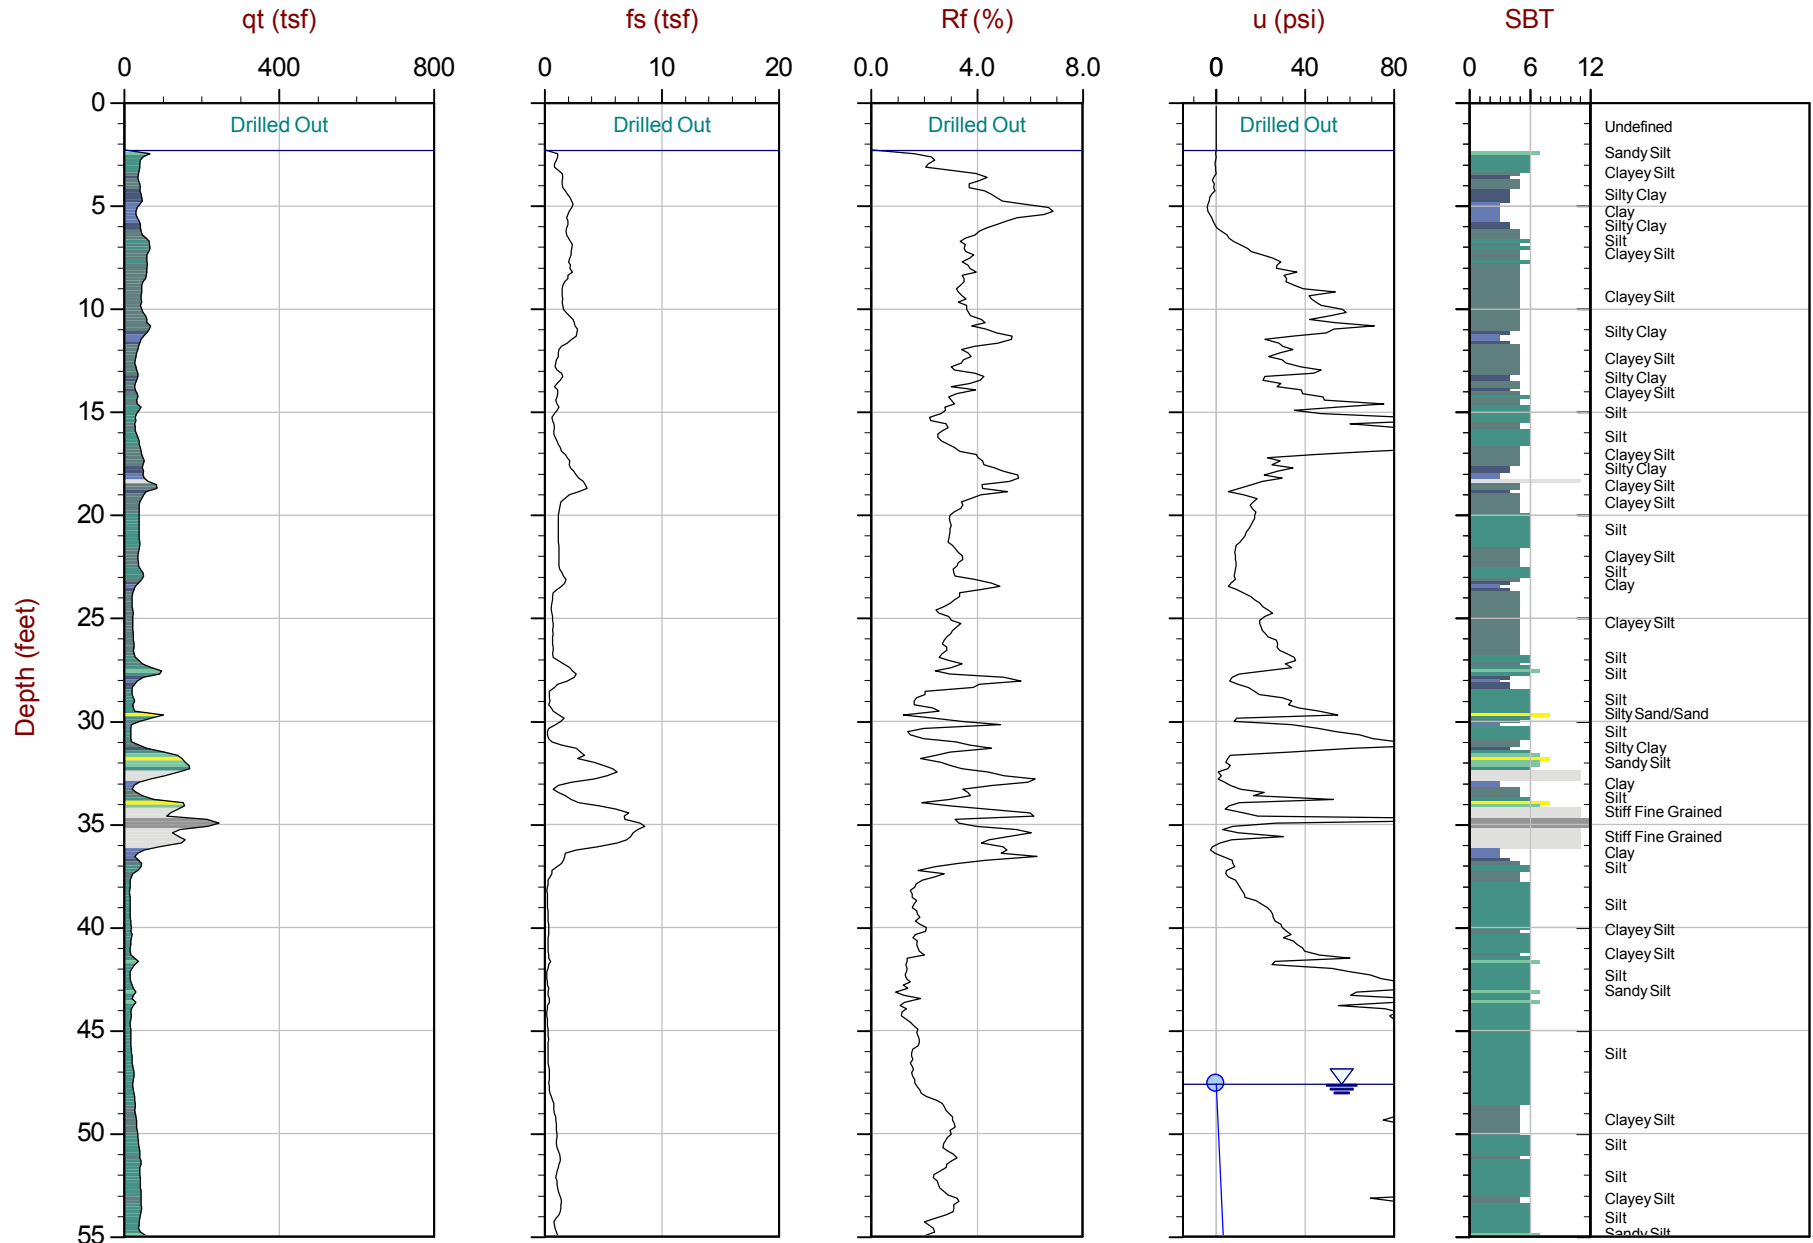 qt (tsf) fs (tsf) Rf (%) u (psi) SBT
0 400 800 0 10 20 0.0 4.0 8.0 0 40 80 0 6 12
0
Drilled Out Drilled Out Drilled Out Drilled Out
Undefined
Sandy Silt
Clayey Silt
Silty Clay
5
Clay
Silty Clay
Silt
Clayey Silt
Clayey Silt
10
Silty Clay
Clayey Silt
Silty Clay
Clayey Silt
15
Silt
Silt
Clayey Silt
Silty Clay
Clayey Silt
Clayey Silt
20
Silt
Clayey Silt
Silt
Clay
25
Clayey Silt
Depth (feet)
Silt
Silt
Silt
Silty Sand/Sand
30
Silt
Silty Clay
Sandy Silt
Clay
Silt
Stiff Fine Grained
35
Stiff Fine Grained
Clay
Silt
Silt
40
Clayey Silt
Clayey Silt
Silt
Sandy Silt
45
Silt
Clayey Silt
50
Silt
Silt
Clayey Silt
Silt
Sandy Silt
55